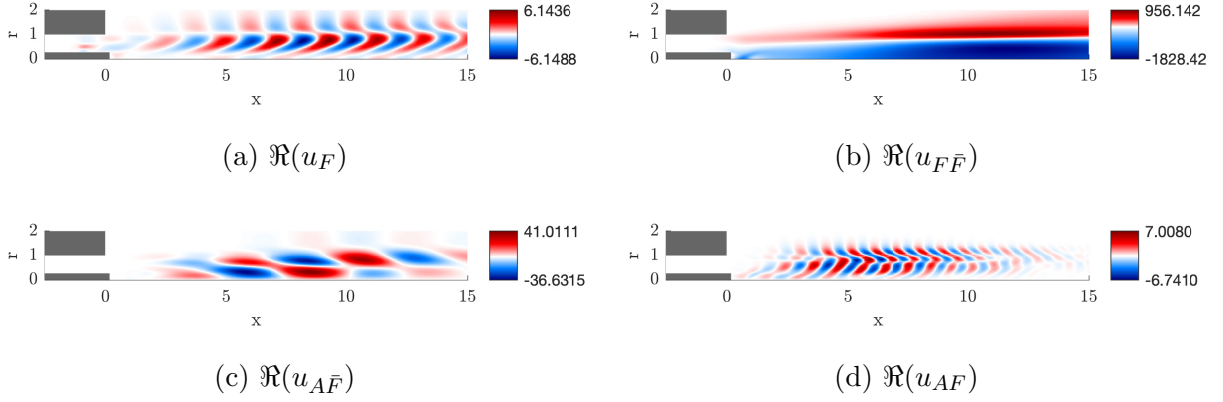 2 6.1436
r 1
0 -6.1488
0 5 10 15
x
(a) ℜ(u_F)
2 956.142
r 1
0 -1828.42
0 5 10 15
x
(b) ℜ(u_{F\bar{F}})
2 41.0111
r 1
0 -36.6315
0 5 10 15
x
(c) ℜ(u_{A\bar{F}})
2 7.0080
r 1
0 -6.7410
0 5 10 15
x
(d) ℜ(u_{AF})